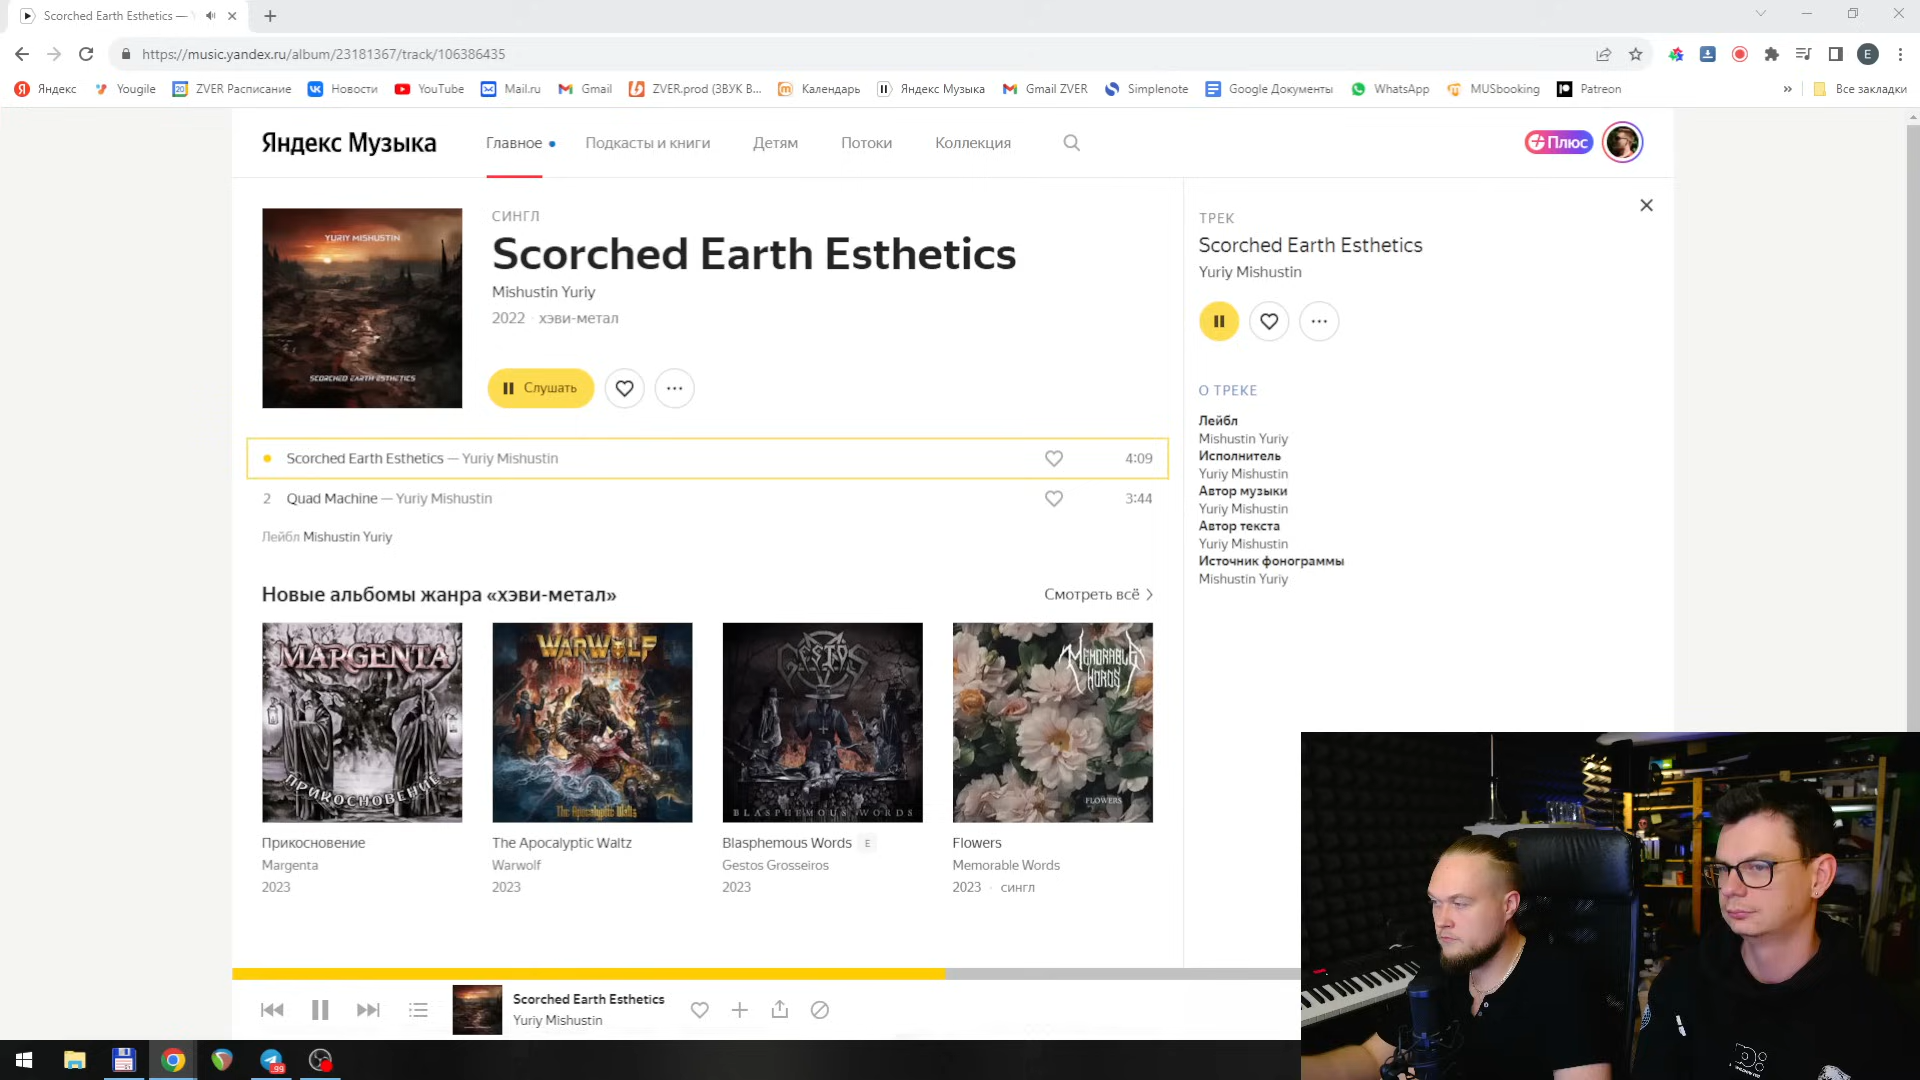 Scorched Earth Esthetics —
https://music.yandex.ru/album/23181367/track/106386435
E
Яндекс
Yougile
ZVER Расписание
Новости
YouTube
Mail.ru
Gmail
ZVER.prod (ЗВУК В...
Календарь
Яндекс Музыка
Gmail ZVER
Simplenote
Google Документы
WhatsApp
MUSbooking
Patreon
»
Все закладки
Яндекс Музыка
Главное
Подкасты и книги
Детям
Потоки
Коллекция
Плюс
YURIY MISHUSTIN
SCORCHED EARTH ESTHETICS
СИНГЛ
Scorched Earth Esthetics
Mishustin Yuriy
2022 · хэви-метал
Слушать
Scorched Earth Esthetics — Yuriy Mishustin
4:09
2 Quad Machine — Yuriy Mishustin
3:44
Лейбл Mishustin Yuriy
Новые альбомы жанра «хэви-метал»
Смотреть всё
MARGENTA
ПРИКОСНОВЕНИЕ
WARWOLF
The Apocalyptic Waltz
GESTOS
BLASPHEMOUS WORDS
MEMORABLE WORDS
FLOWERS
Прикосновение
Margenta
2023
The Apocalyptic Waltz
Warwolf
2023
Blasphemous Words E
Gestos Grosseiros
2023
Flowers
Memorable Words
2023 · сингл
ТРЕК
Scorched Earth Esthetics
Yuriy Mishustin
О ТРЕКЕ
Лейбл
Mishustin Yuriy
Исполнитель
Yuriy Mishustin
Автор музыки
Yuriy Mishustin
Автор текста
Yuriy Mishustin
Источник фонограммы
Mishustin Yuriy
Scorched Earth Esthetics
Yuriy Mishustin
99